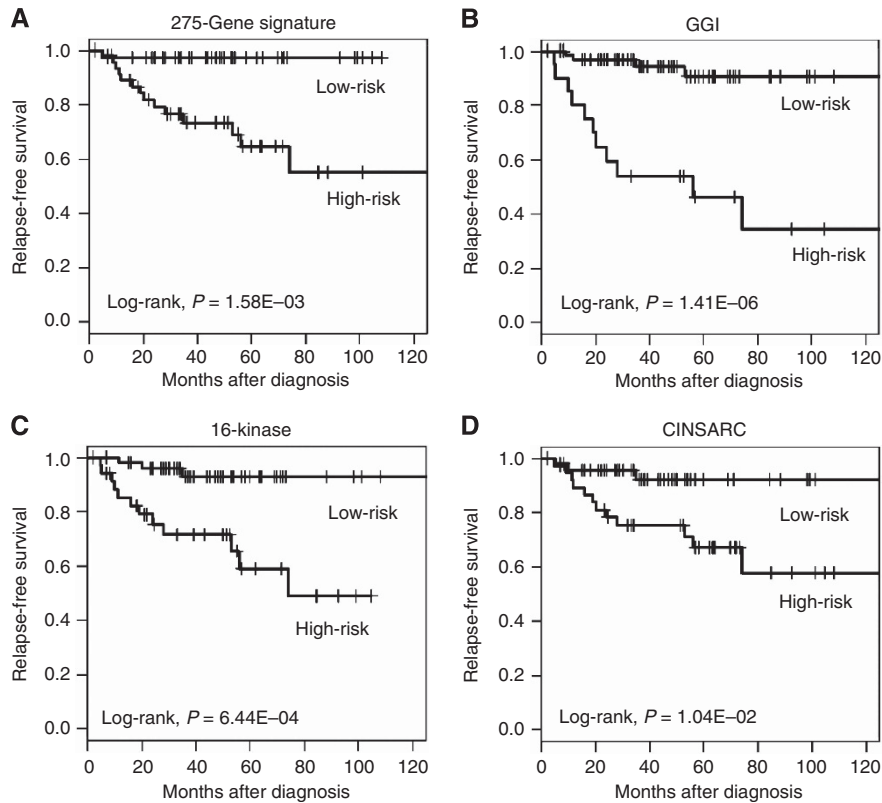 A
275-Gene signature
Relapse-free survival
1.0
0.8
0.6
0.4
0.2
0.0
Low-risk
High-risk
Log-rank, P = 1.58E–03
0 20 40 60 80 100 120
Months after diagnosis
B
GGI
Relapse-free survival
1.0
0.8
0.6
0.4
0.2
0.0
Low-risk
High-risk
Log-rank, P = 1.41E–06
0 20 40 60 80 100 120
Months after diagnosis
C
16-kinase
Relapse-free survival
1.0
0.8
0.6
0.4
0.2
0.0
Low-risk
High-risk
Log-rank, P = 6.44E–04
0 20 40 60 80 100 120
Months after diagnosis
D
CINSARC
Relapse-free survival
1.0
0.8
0.6
0.4
0.2
0.0
Low-risk
High-risk
Log-rank, P = 1.04E–02
0 20 40 60 80 100 120
Months after diagnosis